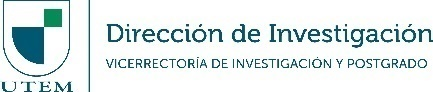 UTEM
Dirección de Investigación
VICERRECTORÍA DE INVESTIGACIÓN Y POSTGRADO